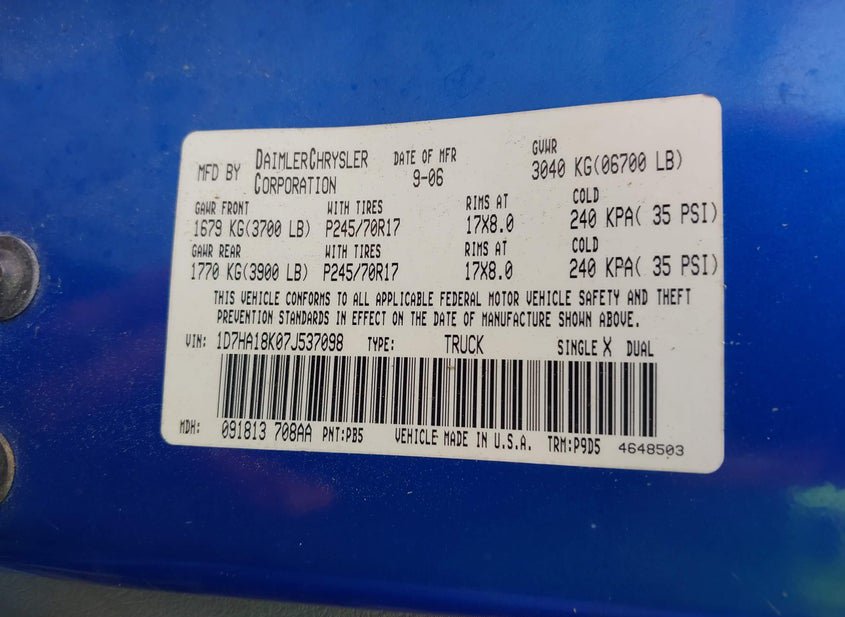 MFD BY DAIMLERCHRYSLER CORPORATION DATE OF MFR 9-06 GVWR 3040 KG(06700 LB)
GAWR FRONT WITH TIRES RIMS AT COLD
1679 KG(3700 LB) P245/70R17 17X8.0 240 KPA( 35 PSI)
GAWR REAR WITH TIRES RIMS AT COLD
1770 KG(3900 LB) P245/70R17 17X8.0 240 KPA( 35 PSI)
THIS VEHICLE CONFORMS TO ALL APPLICABLE FEDERAL MOTOR VEHICLE SAFETY AND THEFT
PREVENTION STANDARDS IN EFFECT ON THE DATE OF MANUFACTURE SHOWN ABOVE.
VIN: 1D7HA18K07J537098 TYPE: TRUCK SINGLE X DUAL
MDH: 091813 708AA PNT:PB5 VEHICLE MADE IN U.S.A. TRM:P9D5 4648503